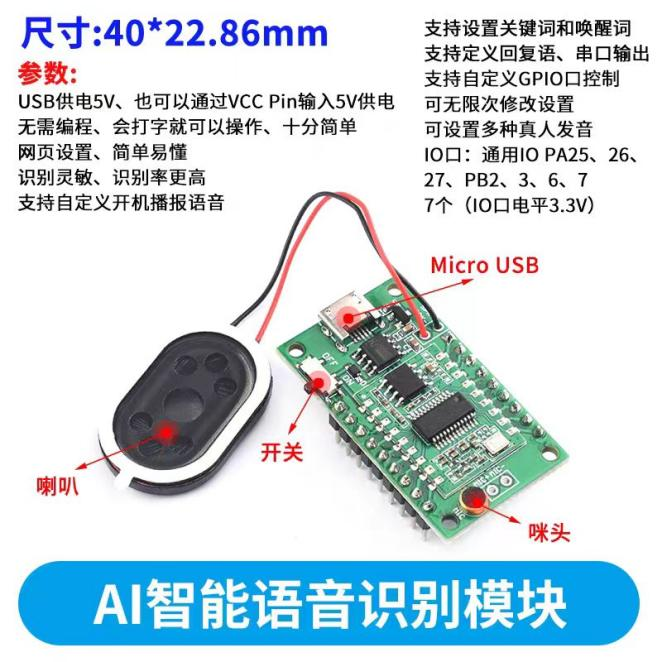 尺寸:40*22.86mm
参数:
USB供电5V、也可以通过VCC Pin输入5V供电
无需编程、会打字就可以操作、十分简单
网页设置、简单易懂
识别灵敏、识别率更高
支持自定义开机播报语音
支持设置关键词和唤醒词
支持定义回复语、串口输出
支持自定义GPIO口控制
可无限次修改设置
可设置多种真人发音
IO口：通用IO PA25、26、
27、PB2、3、6、7
7个（IO口电平3.3V）
Micro USB
OFF
ON
开关
喇叭
MIC+MIC-
咪头
AI智能语音识别模块